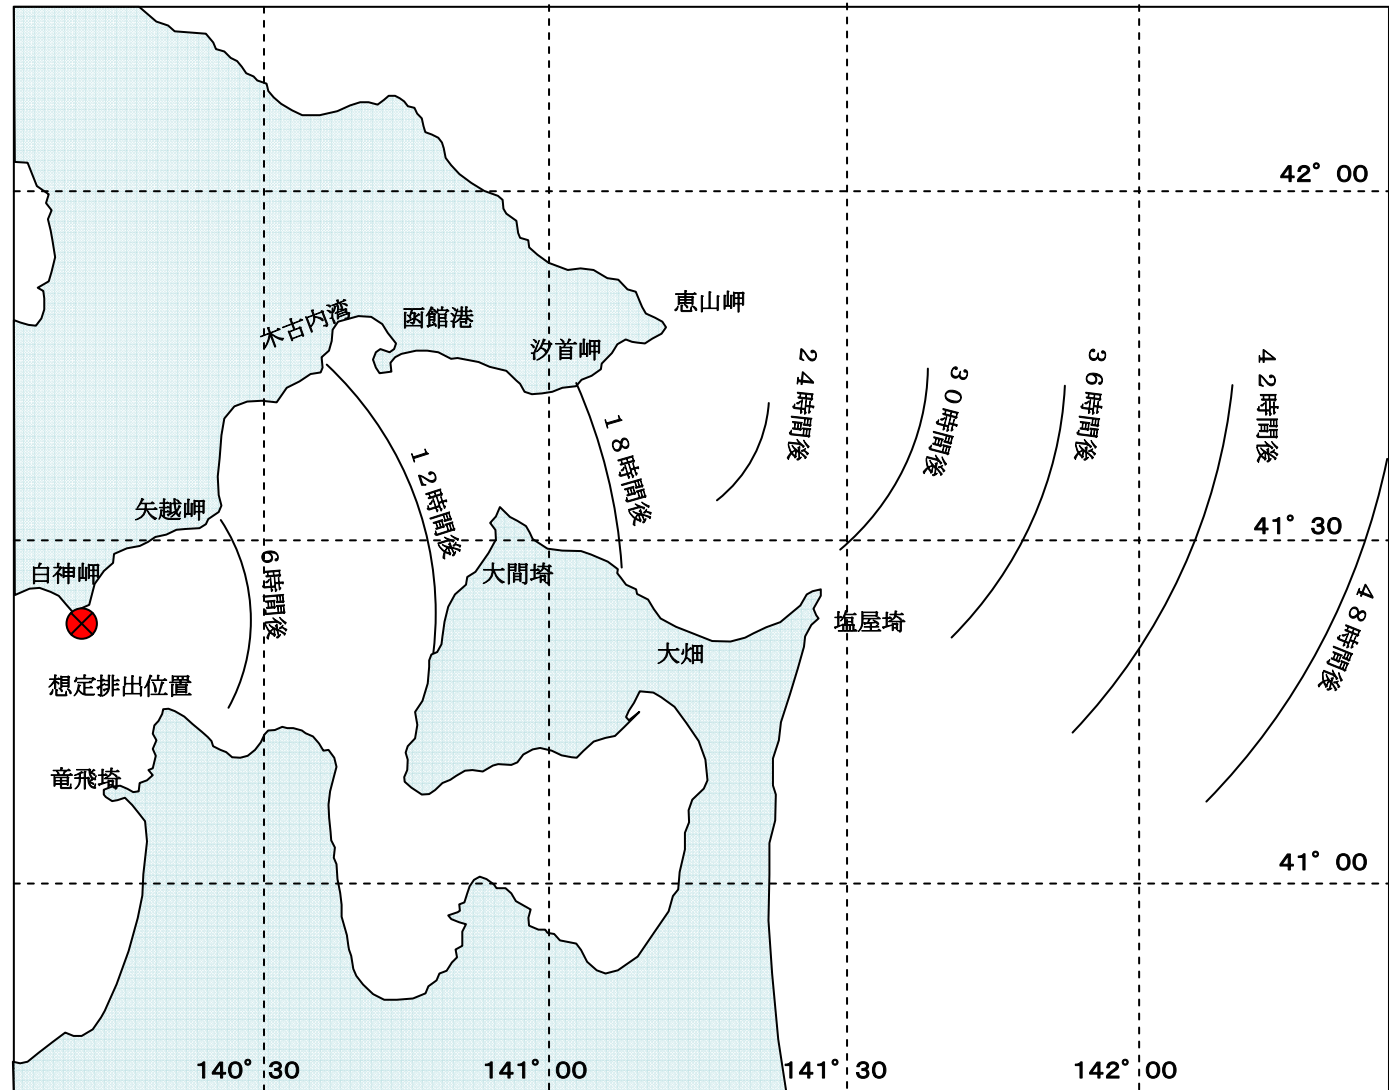 42° 00
恵山岬
木古内湾
函館港
汐首岬
24時間後
30時間後
36時間後
42時間後
18時間後
12時間後
矢越岬
41° 30
白神岬
6時間後
大間埼
48時間後
塩屋埼
大畑
想定排出位置
竜飛埼
41° 00
140° 30
141° 00
141° 30
142° 00